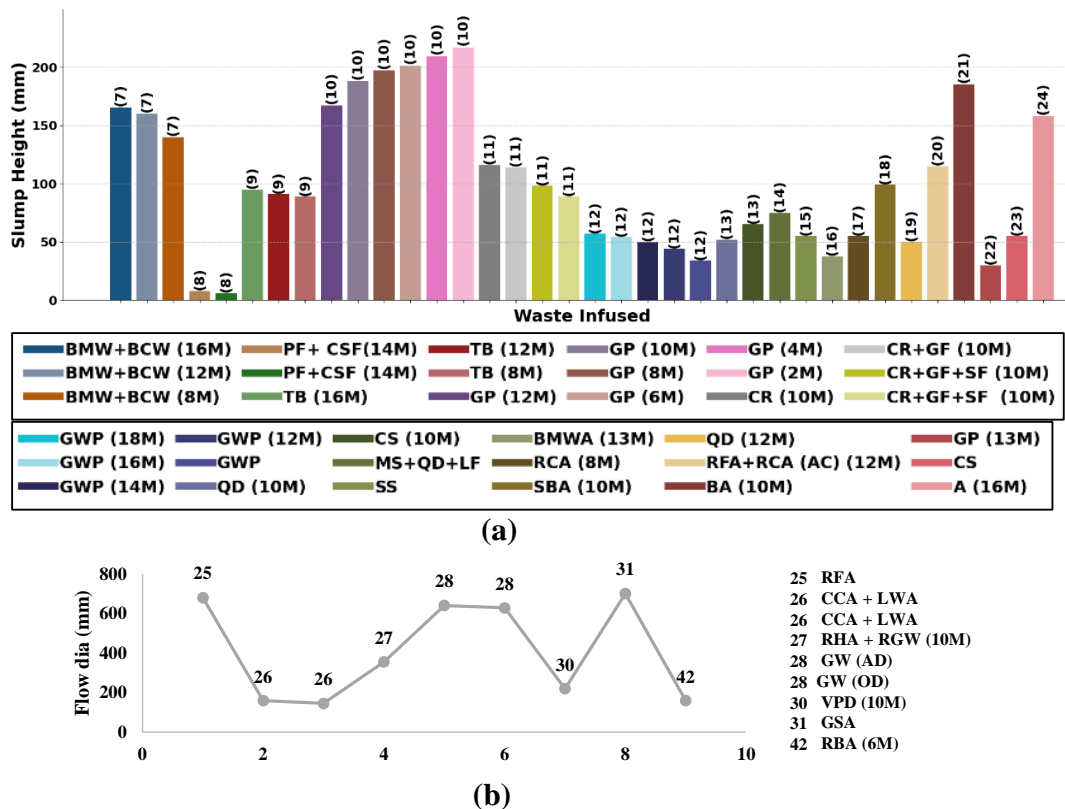 Slump Height (mm)
200
150
100
50
0
(7) (7) (7) (8) (8) (9) (9) (9) (10) (10) (10) (10) (10) (10) (11) (11) (11) (11) (12) (12) (12) (12) (12) (13) (13) (14) (15) (16) (17) (18) (19) (20) (21) (22) (23) (24)
Waste Infused
BMW+BCW (16M) PF+ CSF(14M) TB (12M) GP (10M) GP (4M) CR+GF (10M)
BMW+BCW (12M) PF+CSF (14M) TB (8M) GP (8M) GP (2M) CR+GF+SF (10M)
BMW+BCW (8M) TB (16M) GP (12M) GP (6M) CR (10M) CR+GF+SF (10M)
GWP (18M) GWP (12M) CS (10M) BMWA (13M) QD (12M) GP (13M)
GWP (16M) GWP MS+QD+LF RCA (8M) RFA+RCA (AC) (12M) CS
GWP (14M) QD (10M) SS SBA (10M) BA (10M) A (16M)
(a)
Flow dia (mm)
800
600
400
200
0
25 26 26 27 28 28 30 31 42
0 2 4 6 8 10
25 RFA
26 CCA + LWA
26 CCA + LWA
27 RHA + RGW (10M)
28 GW (AD)
28 GW (OD)
30 VPD (10M)
31 GSA
42 RBA (6M)
(b)